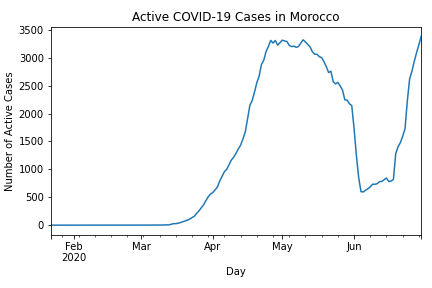 Active COVID-19 Cases in Morocco
Number of Active Cases
3500
3000
2500
2000
1500
1000
500
0
Feb
2020
Mar
Apr
May
Jun
Day